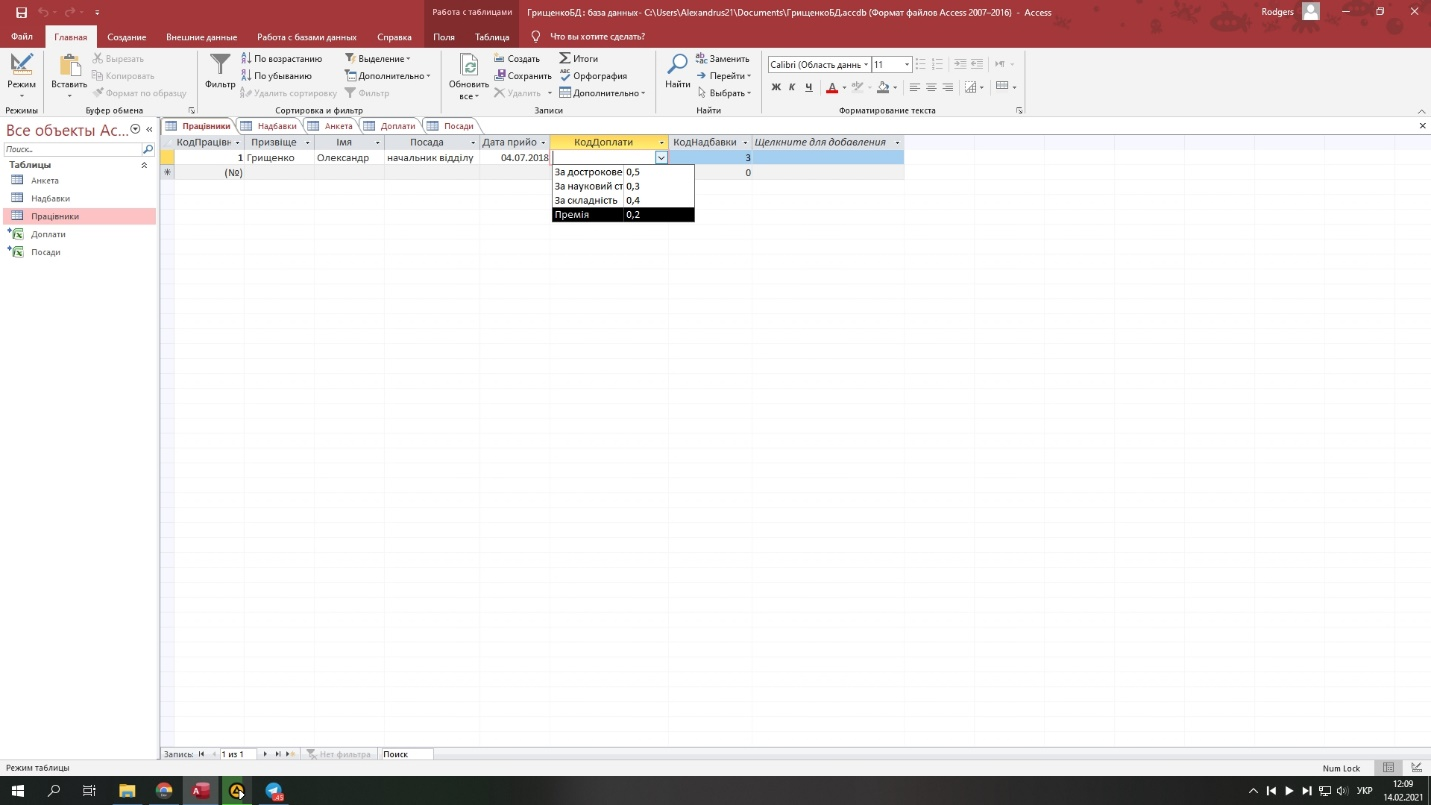 Работа с таблицами
ГрищенкоБД : база данных- C:\Users\Alexandrus21\Documents\ГрищенкоБД.accdb (Формат файлов Access 2007–2016) - Access
Rodgers
Файл Главная Создание Внешние данные Работа с базами данных Справка Поля Таблица Что вы хотите сделать?
Режим
Режимы
Вставить
Вырезать
Копировать
Формат по образцу
Буфер обмена
Фильтр
По возрастанию
По убыванию
Удалить сортировку
Выделение
Дополнительно
Фильтр
Сортировка и фильтр
Обновить
все
Создать
Сохранить
Удалить
Итоги
Орфография
Дополнительно
Записи
Найти
Заменить
Перейти
Выбрать
Найти
Calibri (Область данн 11
Ж К Ч А
Форматирование текста
Все объекты Ac... «
Поиск...
Таблицы
Анкета
Надбавки
Працівники
Доплати
Посади
Працівники Надбавки Анкета Доплати Посади
КодПраціві Призвіще Імя Посада Дата прийо КодДоплати КодНадбавки Щелкните для добавления
1 Грищенко Олександр начальник відділу 04.07.2018 3
(№) 0
За достроков 0,5
За науковий ст 0,3
За складність 0,4
Премія 0,2
Запись: 1 из 1 Нет фильтра Поиск
Режим таблицы
Num Lock
A
.45
УКР
12:09
14.02.2021